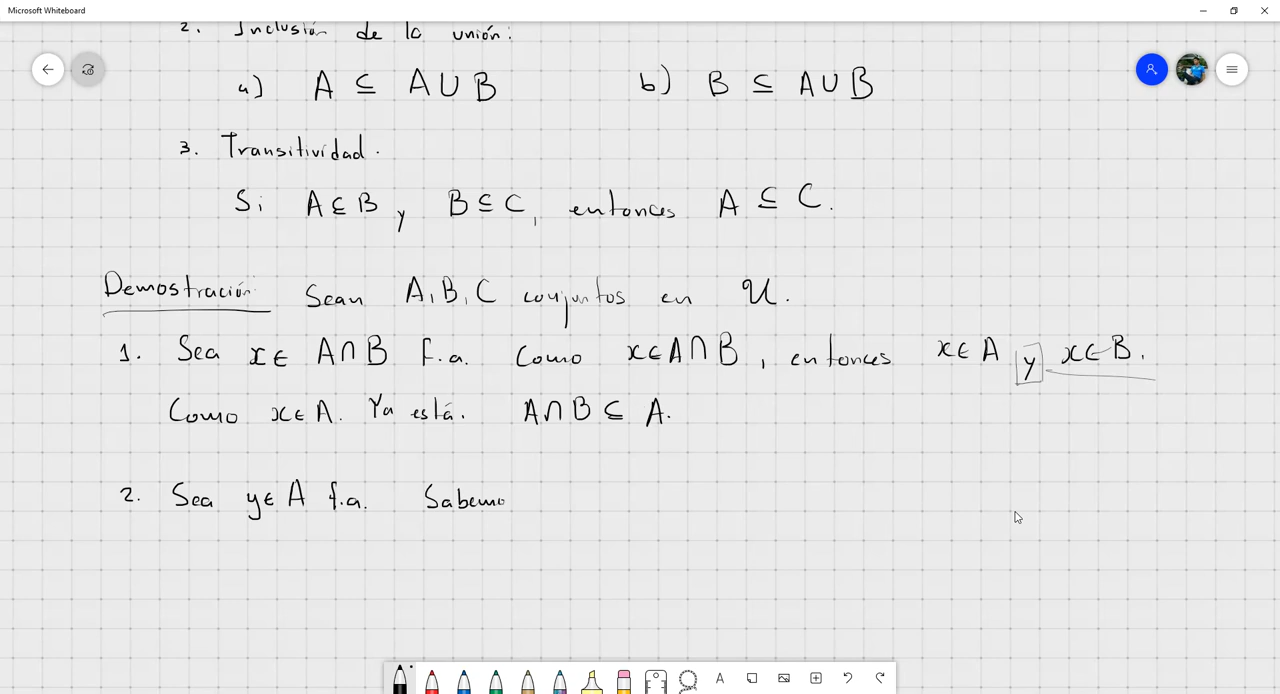 Microsoft Whiteboard
2. Inclusión de la unión:
a) A ⊆ A∪B b) B ⊆ A∪B
3. Transitividad.
Si A⊆B y B⊆C, entonces A ⊆ C.
Demostración: Sean A,B,C conjuntos en U.
1. Sea x∈ A∩B f.a. Como x∈A∩B, entonces x∈A y x∈B.
Como x∈A. Ya está. A∩B ⊆ A.
2. Sea y∈A f.a. Sabemo
A